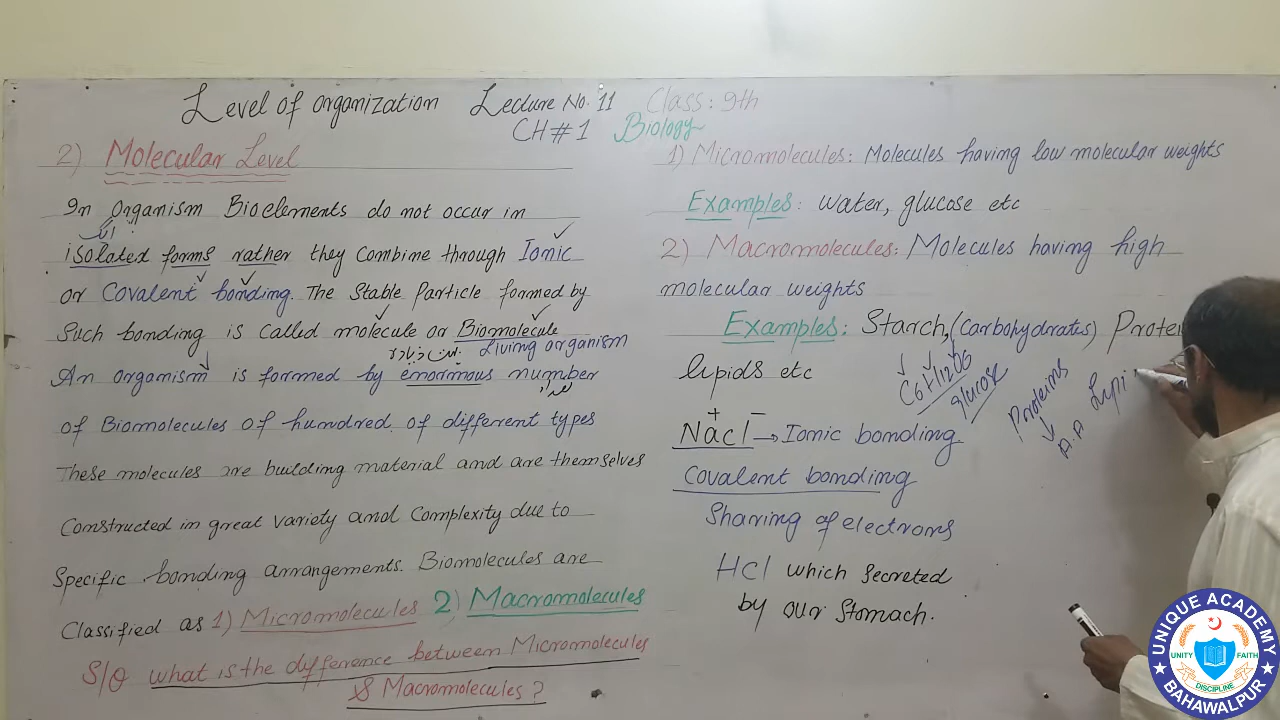 Level of organization Lecture No. 11 Class: 9th
CH # 1 Biology
2) Molecular Level
In Organism Bioelements do not occur in
isolated forms rather they combine through Ionic
or Covalent bonding. The Stable Particle formed by
Such bonding is called molecule or Biomolecule
Living organism
An organism is formed by enormous number
of Biomolecules of hundred of different types
These molecules are building material and are themselves
Constructed in great variety and Complexity due to
Specific bonding arrangements. Biomolecules are
Classified as 1) Micromolecules 2) Macromolecules
S/Q what is the difference between Micromolecules
& Macromolecules ?
1) Micromolecules: Molecules having low molecular weights
Examples: water, glucose etc
2) Macromolecules: Molecules having high
molecular weights
Examples: Starch, (Carbohydrates) Protei
lipids etc
C6H12O6
glucose
Proteins
A.A
Lypi
Na+Cl− → Ionic bonding
Covalent bonding
Sharing of electrons
HCl which secreted
by our Stomach.
UNIQUE ACADEMY
UNITY FAITH
DISCIPLINE
BAHAWALPUR